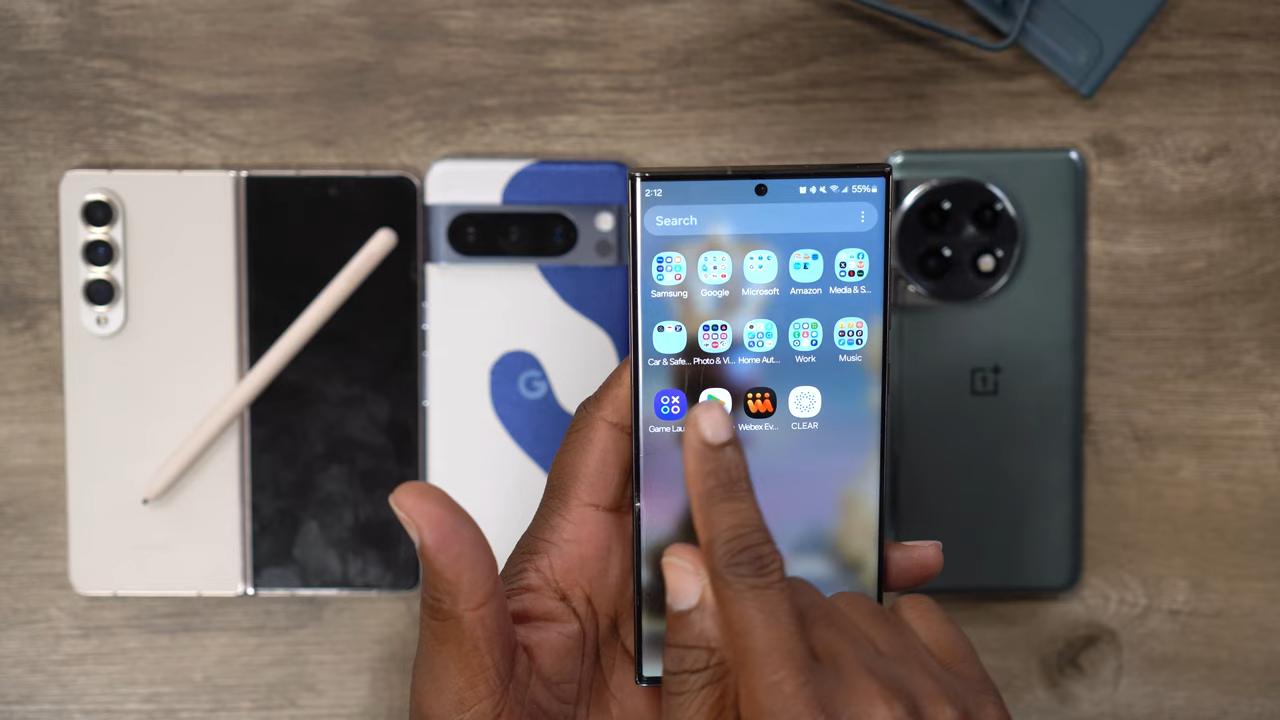 2:12
55%
Search
Samsung
Google
Microsoft
Amazon
Media & S...
Car & Safe...
Photo & Vi...
Home Aut...
Work
Music
Game Lau
Webex Ev...
CLEAR
G